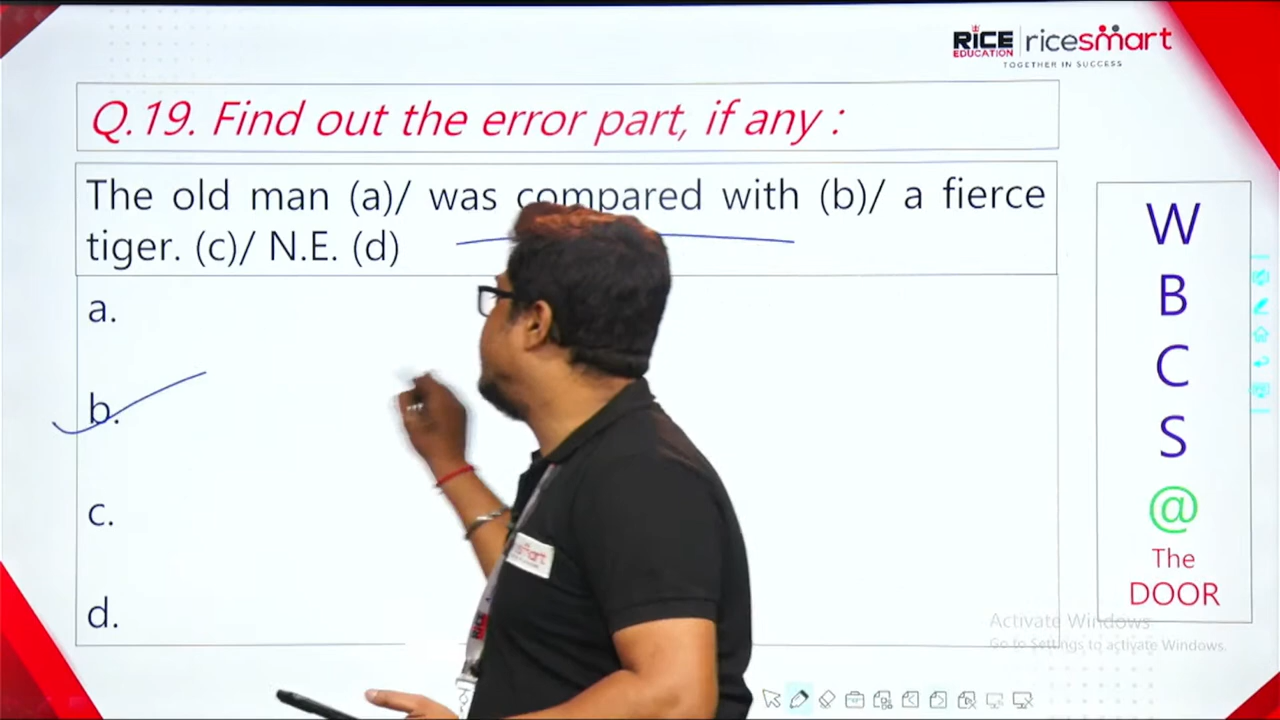 RICE
EDUCATION
ricesmart
TOGETHER IN SUCCESS
Q.19. Find out the error part, if any :
The old man (a)/ was compared with (b)/ a fierce
tiger. (c)/ N.E. (d)
a.
b.
c.
d.
W
B
C
S
@
The
DOOR
Activate Windows
Go to Settings to activate Windows.